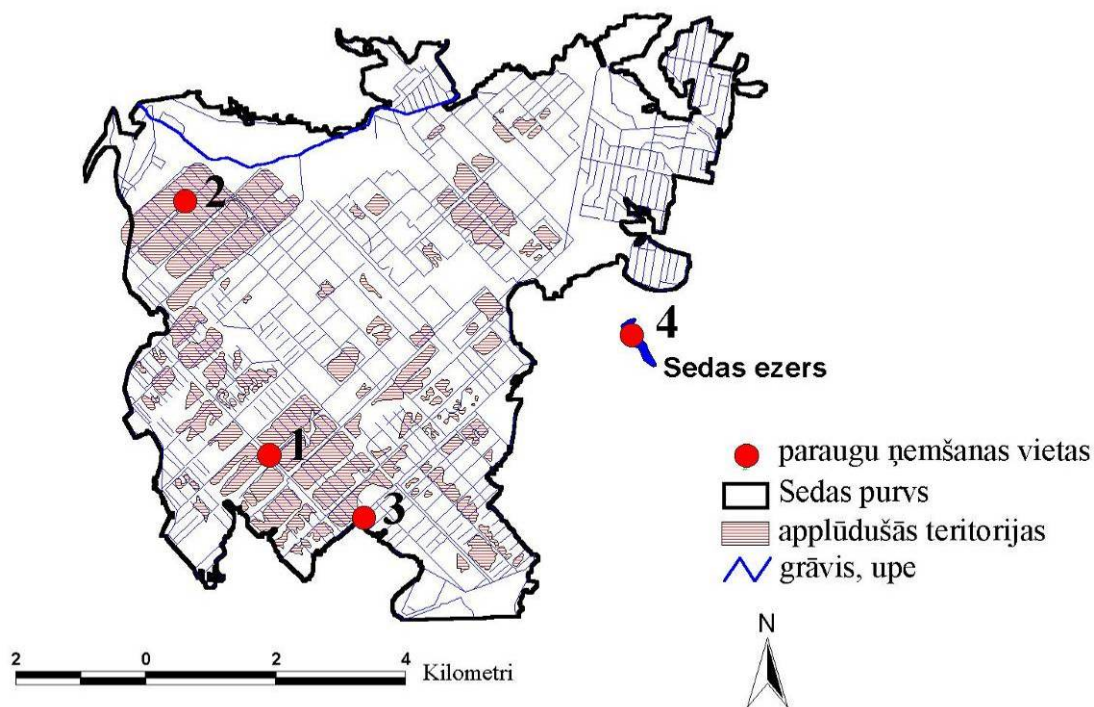 2
4
Sedas ezers
1
3
paraugu ņemšanas vietas
Sedas purvs
applūdušās teritorijas
grāvis, upe
N
2 0 2 4
Kilometri